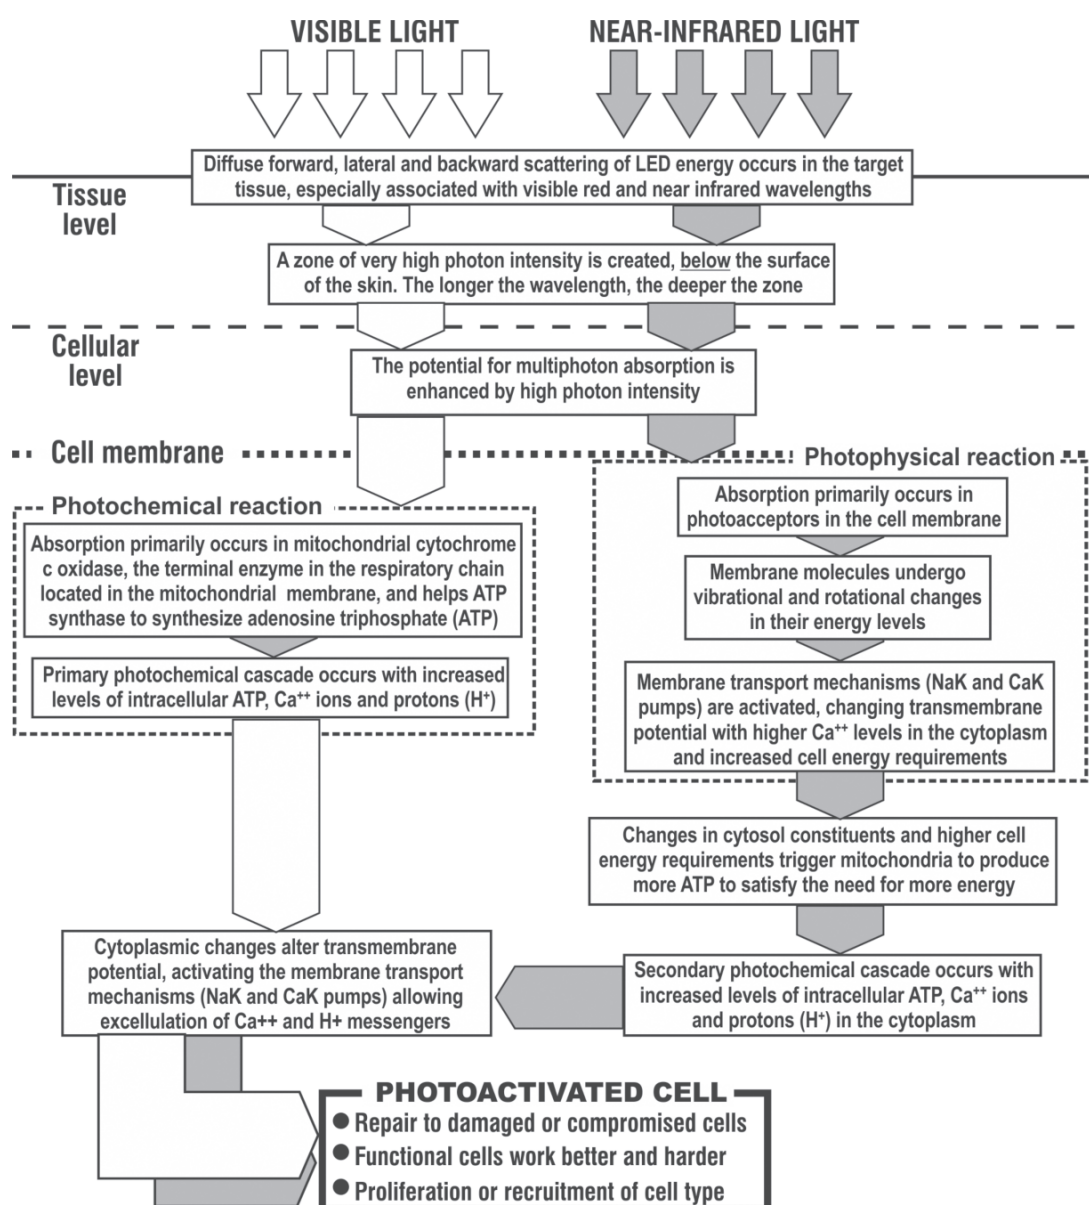 VISIBLE LIGHT
NEAR-INFRARED LIGHT
Diffuse forward, lateral and backward scattering of LED energy occurs in the target
tissue, especially associated with visible red and near infrared wavelengths
Tissue
level
A zone of very high photon intensity is created, below the surface
of the skin. The longer the wavelength, the deeper the zone
Cellular
level
The potential for multiphoton absorption is
enhanced by high photon intensity
Cell membrane
Photochemical reaction
Absorption primarily occurs in mitochondrial cytochrome
c oxidase, the terminal enzyme in the respiratory chain
located in the mitochondrial membrane, and helps ATP
synthase to synthesize adenosine triphosphate (ATP)
Primary photochemical cascade occurs with increased
levels of intracellular ATP, Ca⁺⁺ ions and protons (H⁺)
Photophysical reaction
Absorption primarily occurs in
photoacceptors in the cell membrane
Membrane molecules undergo
vibrational and rotational changes
in their energy levels
Membrane transport mechanisms (NaK and CaK
pumps) are activated, changing transmembrane
potential with higher Ca⁺⁺ levels in the cytoplasm
and increased cell energy requirements
Changes in cytosol constituents and higher cell
energy requirements trigger mitochondria to produce
more ATP to satisfy the need for more energy
Secondary photochemical cascade occurs with
increased levels of intracellular ATP, Ca⁺⁺ ions
and protons (H⁺) in the cytoplasm
Cytoplasmic changes alter transmembrane
potential, activating the membrane transport
mechanisms (NaK and CaK pumps) allowing
excellulation of Ca++ and H+ messengers
PHOTOACTIVATED CELL
● Repair to damaged or compromised cells
● Functional cells work better and harder
● Proliferation or recruitment of cell type